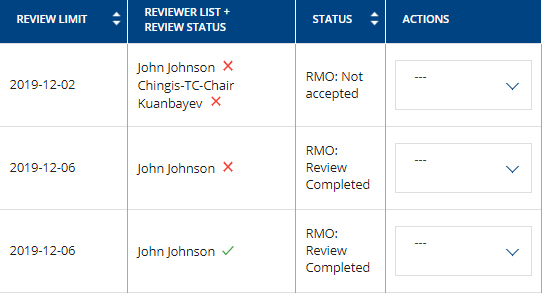 REVIEW LIMIT
REVIEWER LIST +
REVIEW STATUS
STATUS
ACTIONS
2019-12-02
John Johnson
Chingis-TC-Chair
Kuanbayev
RMO: Not
accepted
---
2019-12-06
John Johnson
RMO:
Review
Completed
---
2019-12-06
John Johnson
RMO:
Review
Completed
---